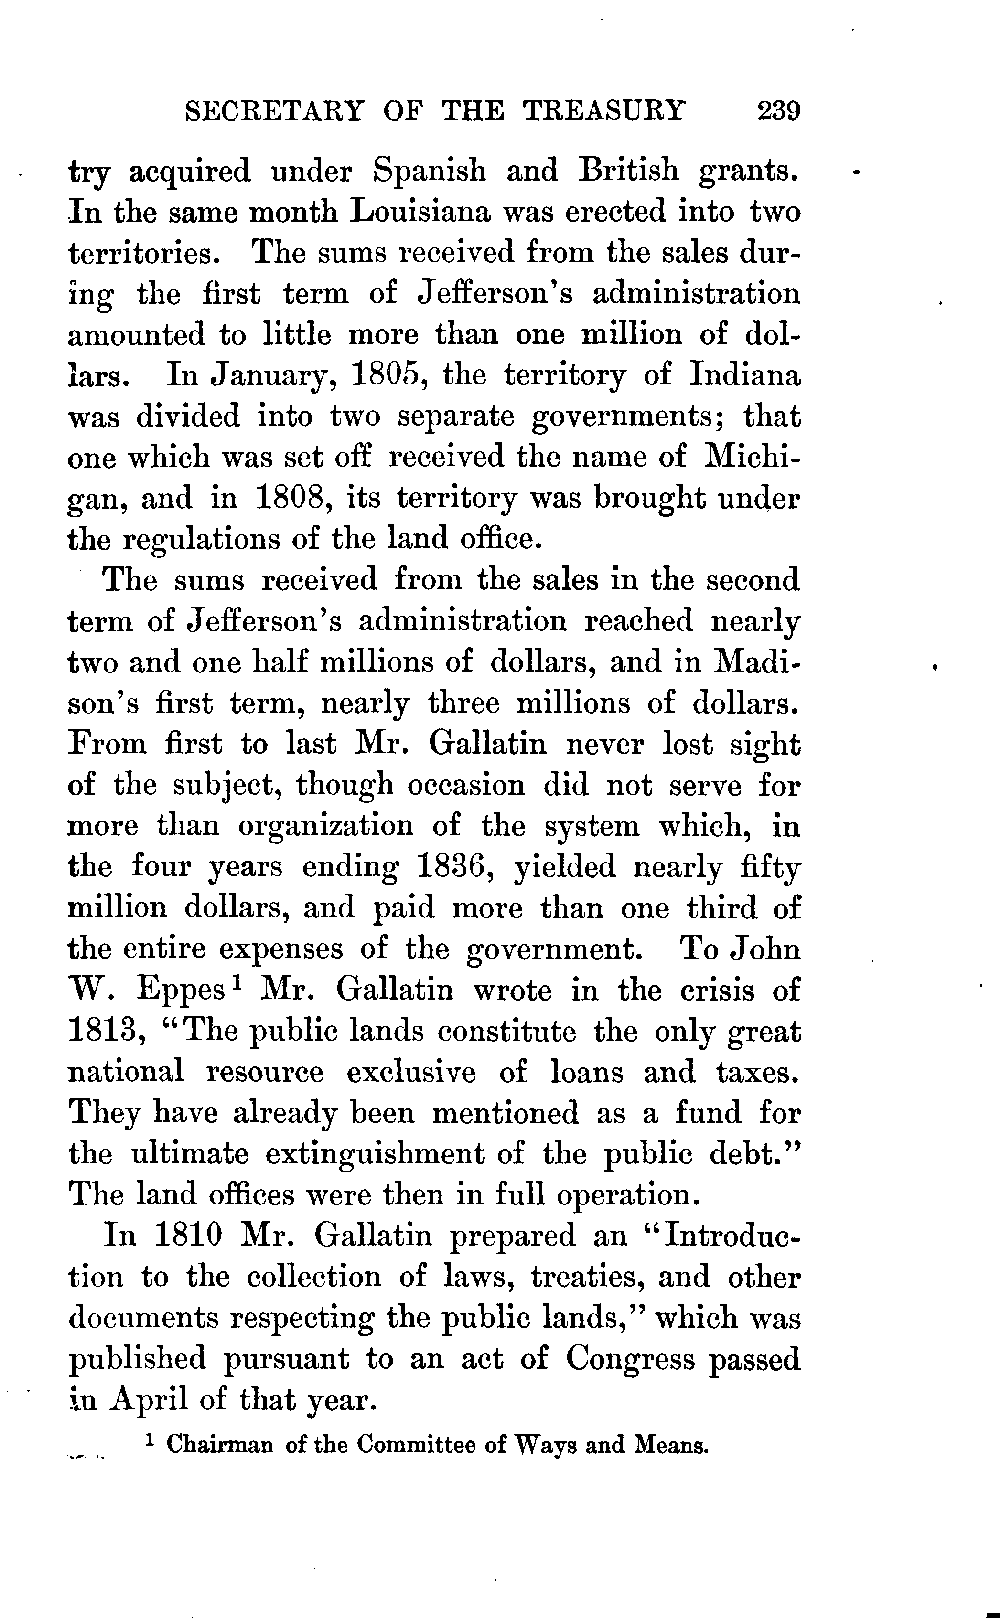 SECRETARY OF THE TREASURY 239
try acquired under Spanish and British grants.
In the same month Louisiana was erected into two
territories. The sums received from the sales dur-
ing the first term of Jefferson's administration
amounted to little more than one million of dol-
lars. In January, 1805, the territory of Indiana
was divided into two separate governments; that
one which was set off received the name of Michi-
gan, and in 1808, its territory was brought under
the regulations of the land office.
The sums received from the sales in the second
term of Jefferson's administration reached nearly
two and one half millions of dollars, and in Madi-
son's first term, nearly three millions of dollars.
From first to last Mr. Gallatin never lost sight
of the subject, though occasion did not serve for
more than organization of the system which, in
the four years ending 1836, yielded nearly fifty
million dollars, and paid more than one third of
the entire expenses of the government. To John
W. Eppes¹ Mr. Gallatin wrote in the crisis of
1813, "The public lands constitute the only great
national resource exclusive of loans and taxes.
They have already been mentioned as a fund for
the ultimate extinguishment of the public debt."
The land offices were then in full operation.
In 1810 Mr. Gallatin prepared an "Introduc-
tion to the collection of laws, treaties, and other
documents respecting the public lands," which was
published pursuant to an act of Congress passed
in April of that year.
¹ Chairman of the Committee of Ways and Means.